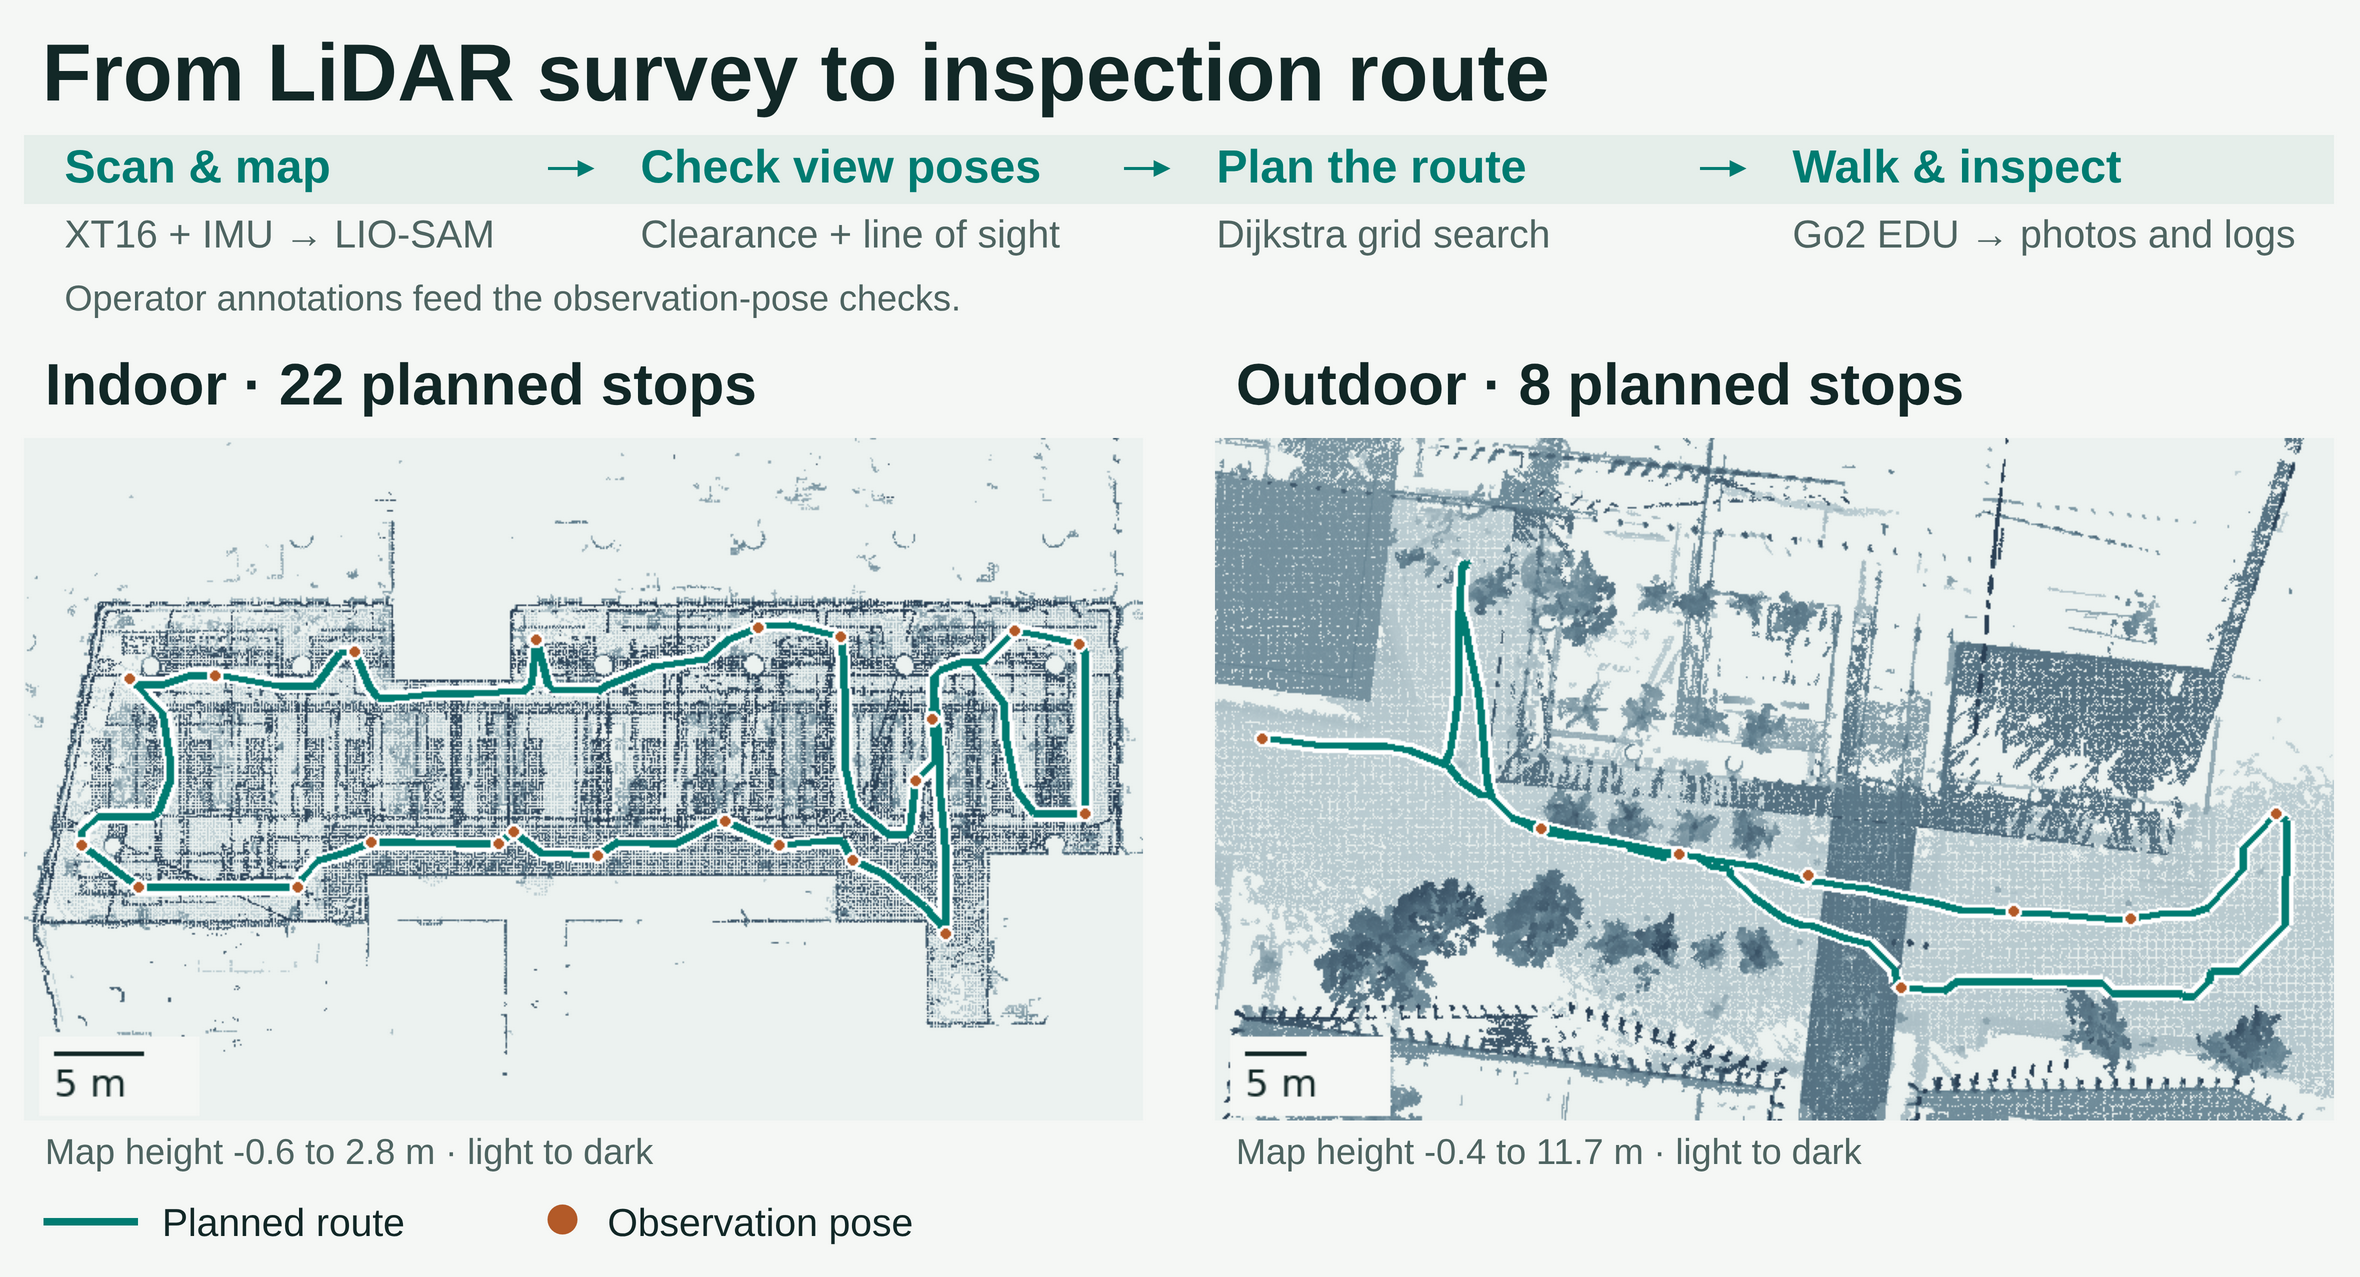 From LiDAR survey to inspection route
Scan & map → Check view poses → Plan the route → Walk & inspect
XT16 + IMU → LIO-SAM Clearance + line of sight Dijkstra grid search Go2 EDU → photos and logs
Operator annotations feed the observation-pose checks.
Indoor · 22 planned stops
Outdoor · 8 planned stops
5 m
5 m
Map height -0.6 to 2.8 m · light to dark
Map height -0.4 to 11.7 m · light to dark
Planned route
Observation pose